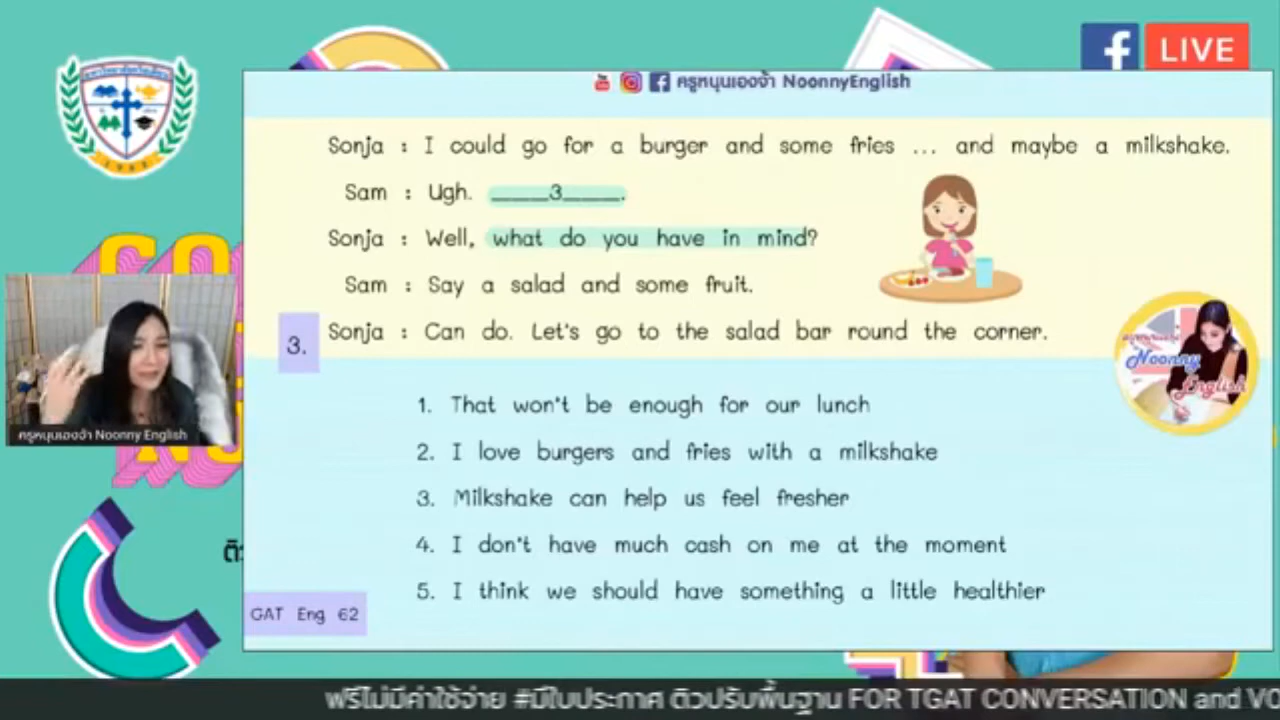 LIVE
ครูหนุนเองจ้า NoonnyEnglish
Sonja : I could go for a burger and some fries ... and maybe a milkshake.
Sam : Ugh. ____3____.
Sonja : Well, what do you have in mind?
Sam : Say a salad and some fruit.
3.
Sonja : Can do. Let's go to the salad bar round the corner.
Noonny
English
ครูหนุนเองจ้า Noonny English
1. That won't be enough for our lunch
2. I love burgers and fries with a milkshake
3. Milkshake can help us feel fresher
4. I don't have much cash on me at the moment
5. I think we should have something a little healthier
GAT Eng 62
ฟรีไม่มีค่าใช้จ่าย #มีใบประกาศ ติวปรับพื้นฐาน FOR TGAT CONVERSATION and VO